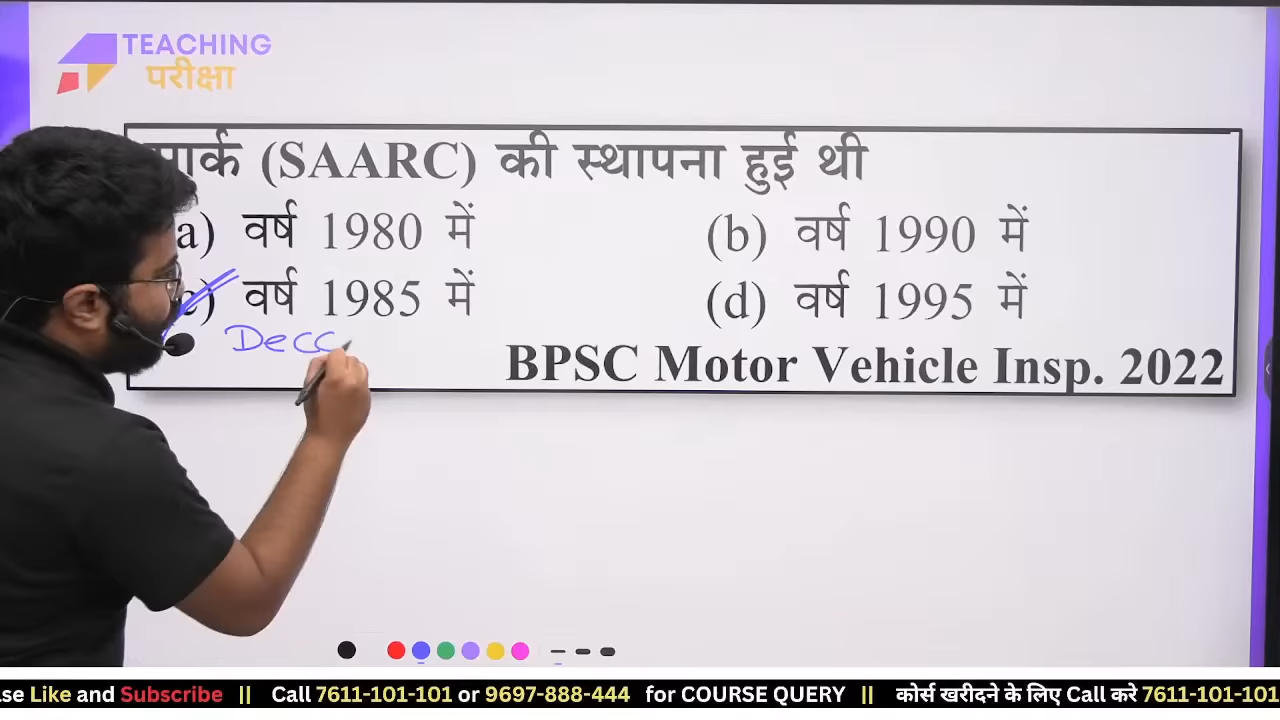 TEACHING
परीक्षा
(SAARC) की स्थापना हुई थी
a) वर्ष 1980 में
(b) वर्ष 1990 में
c) वर्ष 1985 में
(d) वर्ष 1995 में
Decc
BPSC Motor Vehicle Insp. 2022
Like and Subscribe || Call 7611-101-101 or 9697-888-444 for COURSE QUERY || कोर्स खरीदने के लिए Call करे 7611-101-101